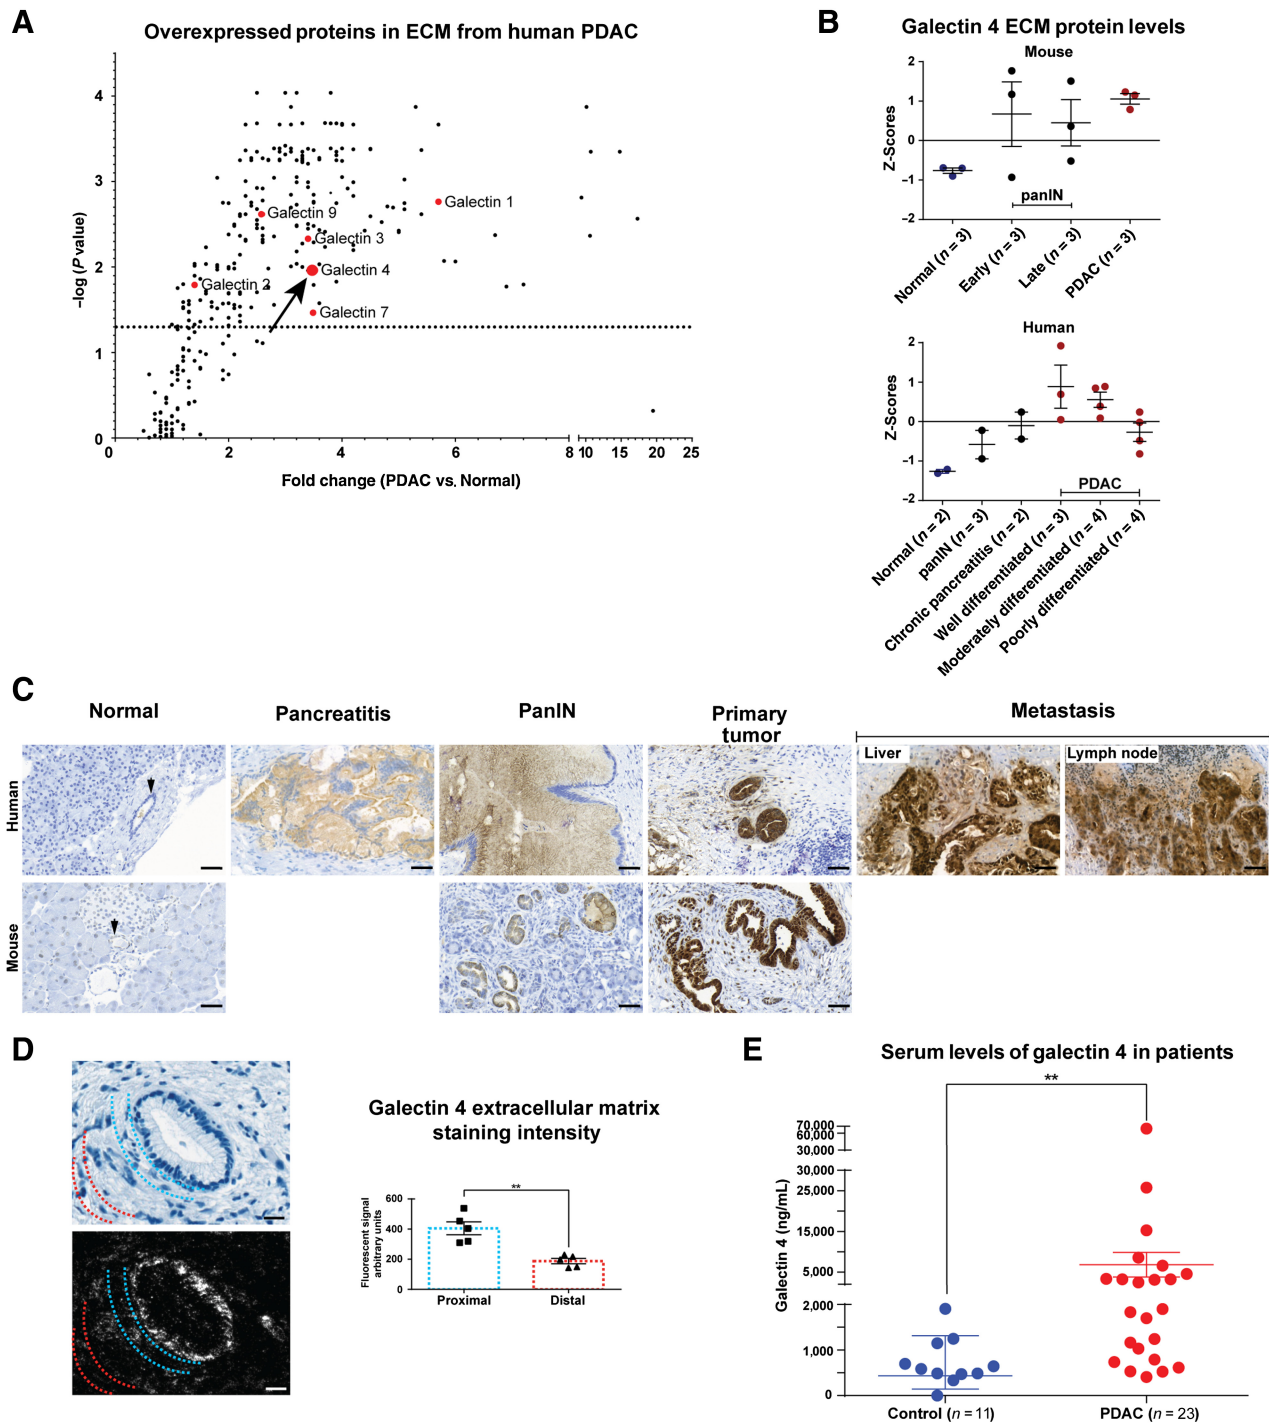 A
Overexpressed proteins in ECM from human PDAC
–log (P value)
4
3
2
1
0
Galectin 9
Galectin 1
Galectin 3
Galectin 4
Galectin 2
Galectin 7
0
2
4
6
8
10
15
20
25
Fold change (PDAC vs. Normal)
B
Galectin 4 ECM protein levels
Mouse
Z-Scores
2
1
0
–1
–2
panIN
Normal (n = 3)
Early (n = 3)
Late (n = 3)
PDAC (n = 3)
Human
Z-Scores
2
1
0
–1
–2
PDAC
Normal (n = 2)
panIN (n = 3)
Chronic pancreatitis (n = 2)
Well differentiated (n = 3)
Moderately differentiated (n = 4)
Poorly differentiated (n = 4)
C
Normal
Pancreatitis
PanIN
Primary
tumor
Metastasis
Human
Liver
Lymph node
Mouse
D
Galectin 4 extracellular matrix
staining intensity
Fluorescent signal
arbitrary units
600
400
200
0
**
Proximal
Distal
E
Serum levels of galectin 4 in patients
**
Galectin 4 (ng/mL)
70,000
60,000
30,000
30,000
25,000
15,000
5,000
2,000
1,000
0
Control (n = 11)
PDAC (n = 23)